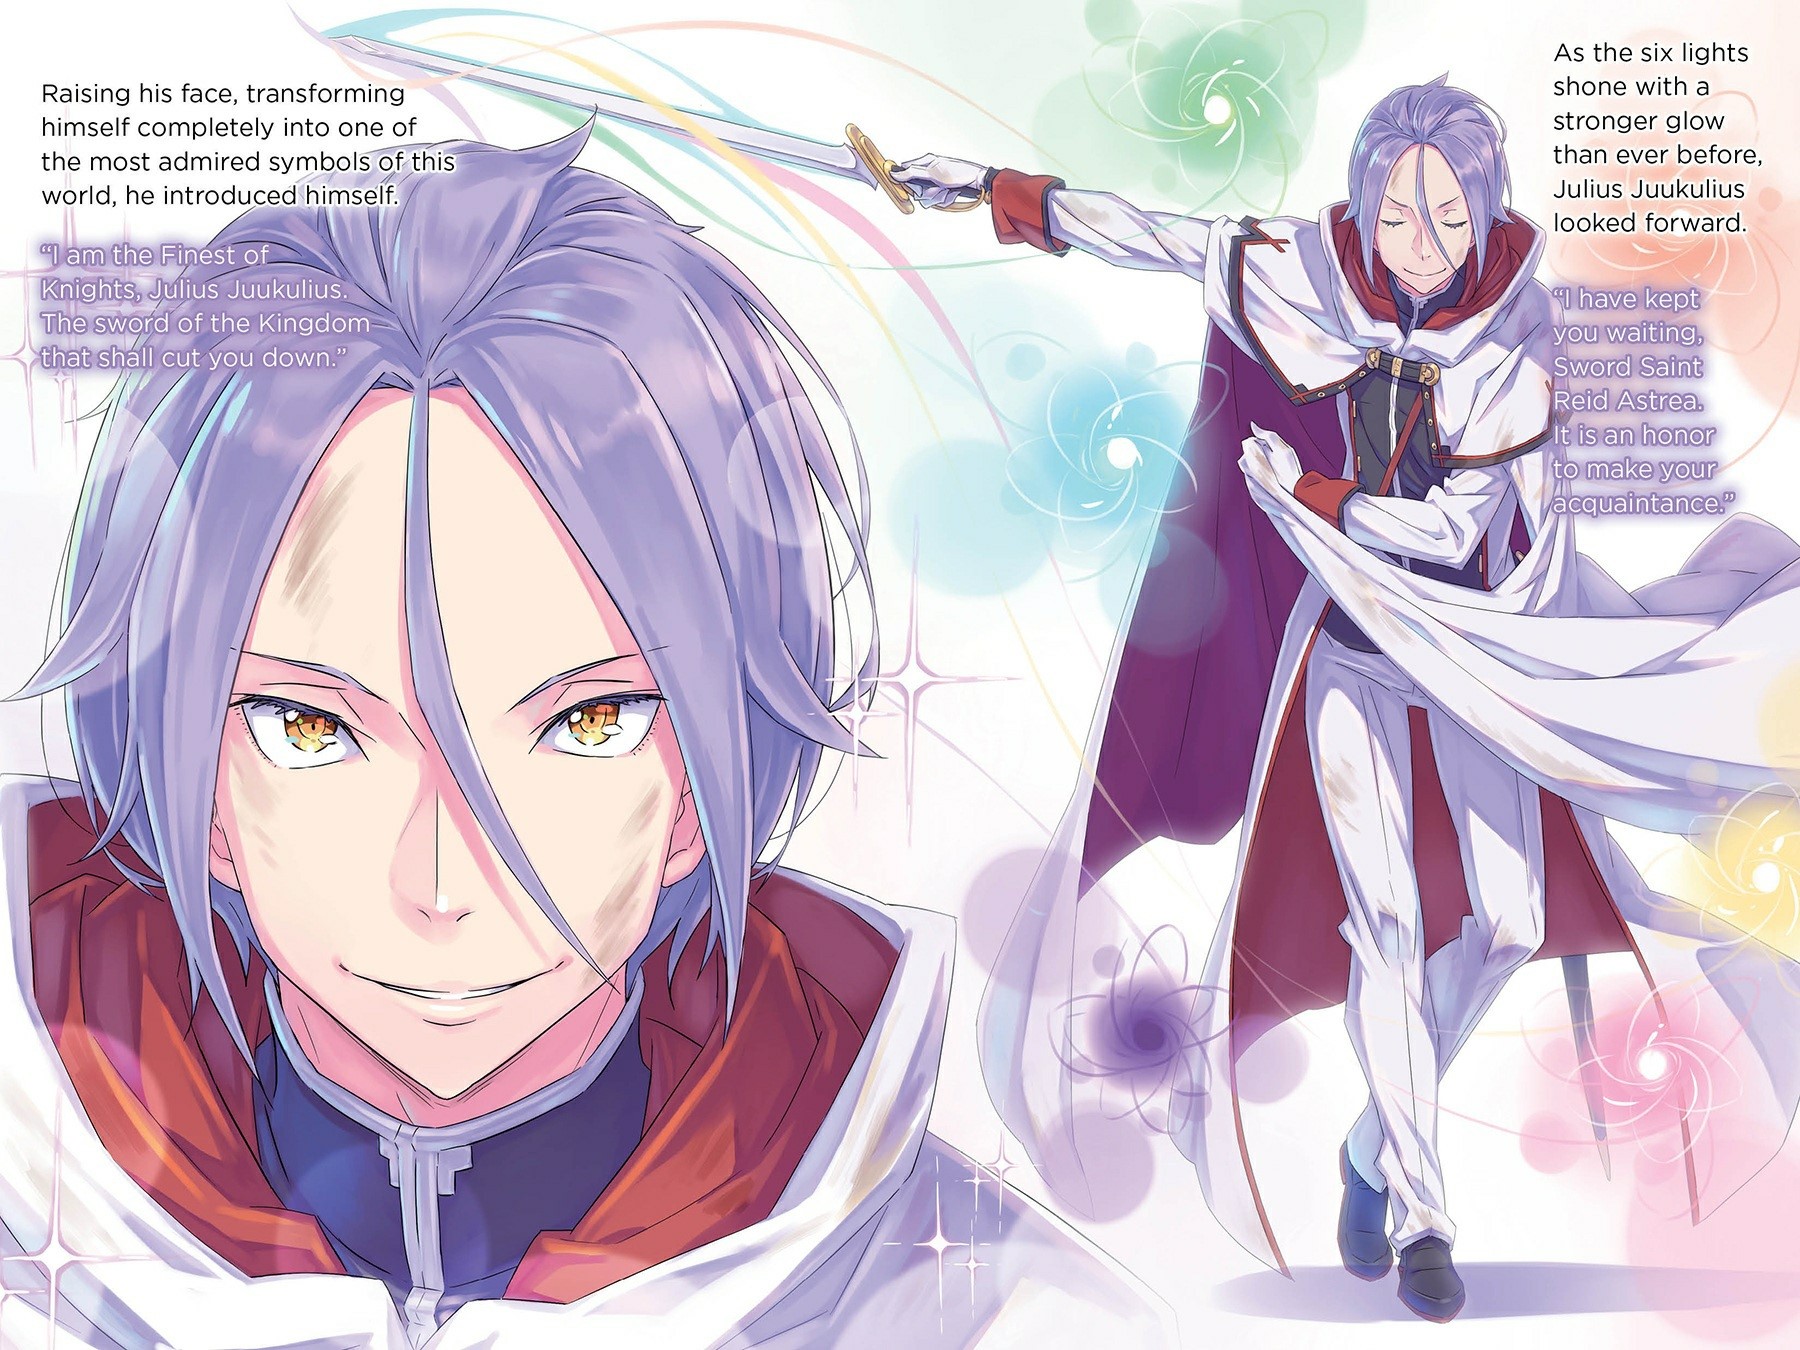 Raising his face, transforming
himself completely into one of
the most admired symbols of this
world, he introduced himself.
“I am the Finest of
Knights, Julius Juukulius.
The sword of the Kingdom
that shall cut you down.”
As the six lights
shone with a
stronger glow
than ever before,
Julius Juukulius
looked forward.
“I have kept
you waiting,
Sword Saint
Reid Astrea.
It is an honor
to make your
acquaintance.”